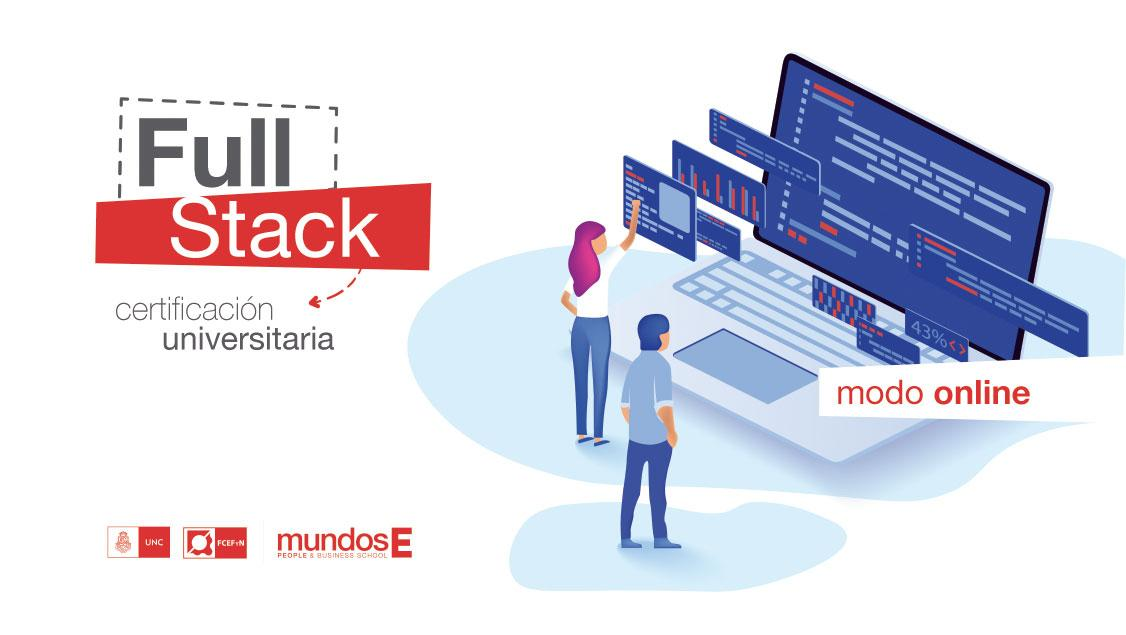 Full
Stack
certificación
universitaria
43%<>
modo online
UNC
FCEFyN
mundosE
PEOPLE & BUSINESS SCHOOL